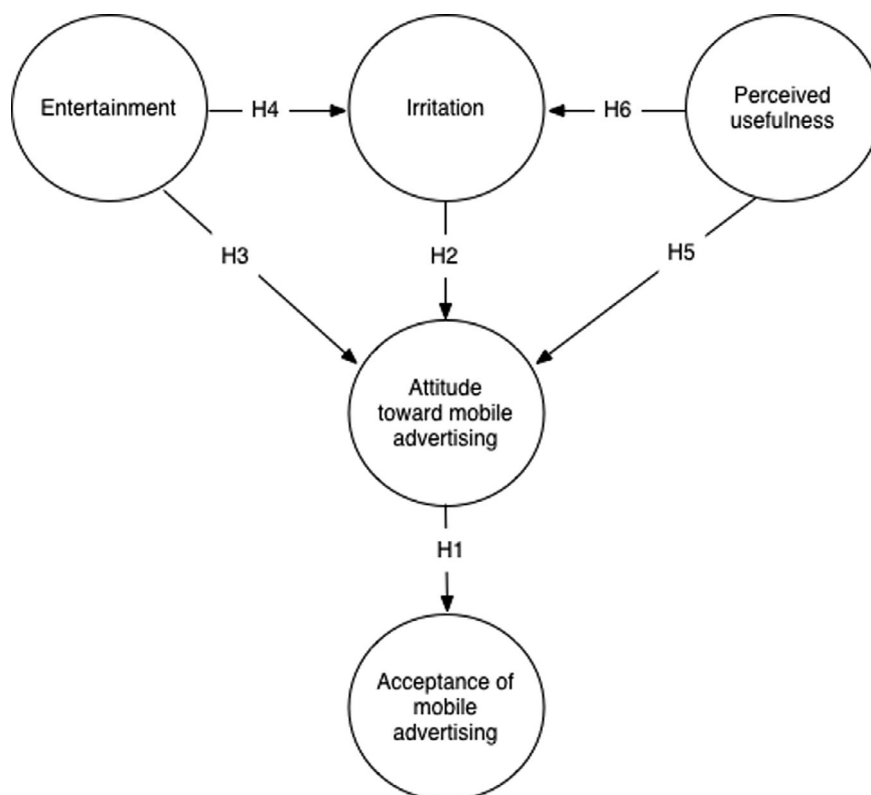 Entertainment
H4
Irritation
H6
Perceived
usefulness
H3
H2
H5
Attitude
toward mobile
advertising
H1
Acceptance of
mobile
advertising